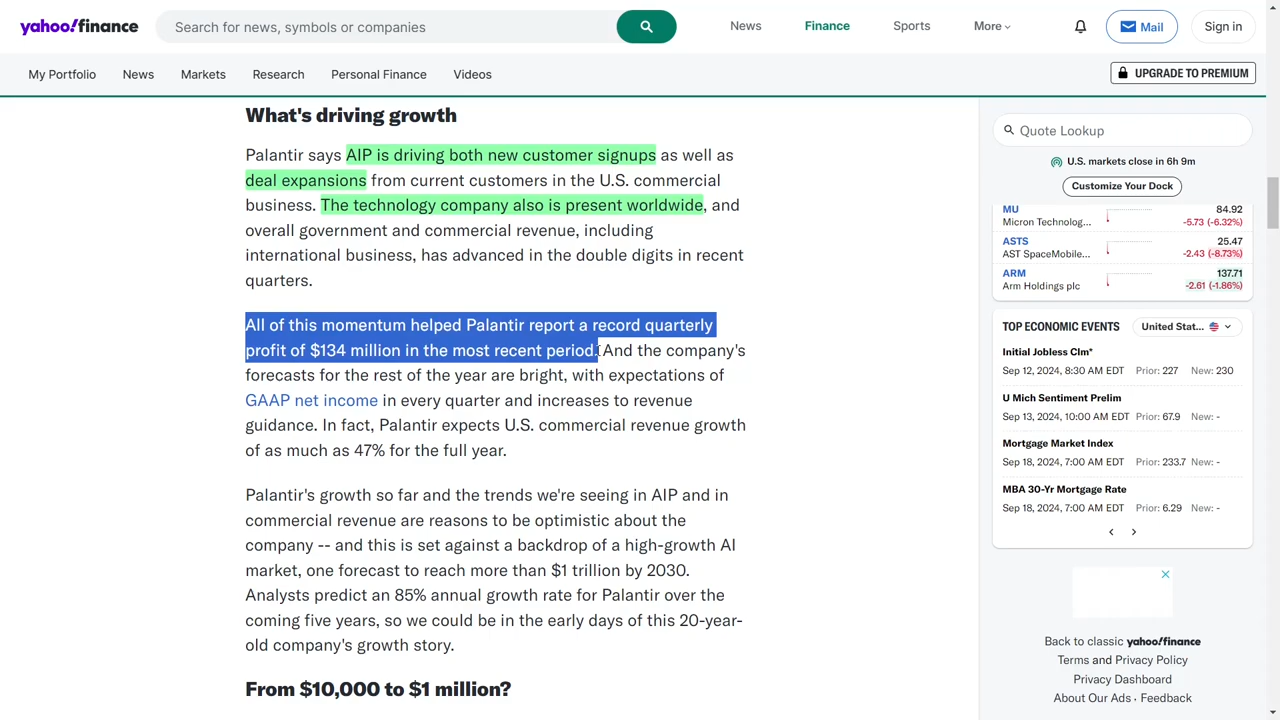 yahoo!finance
Search for news, symbols or companies
News
Finance
Sports
More
Mail
Sign in
My Portfolio
News
Markets
Research
Personal Finance
Videos
UPGRADE TO PREMIUM
What's driving growth
Palantir says AIP is driving both new customer signups as well as
deal expansions from current customers in the U.S. commercial
business. The technology company also is present worldwide, and
overall government and commercial revenue, including
international business, has advanced in the double digits in recent
quarters.
All of this momentum helped Palantir report a record quarterly
profit of $134 million in the most recent period. And the company's
forecasts for the rest of the year are bright, with expectations of
GAAP net income in every quarter and increases to revenue
guidance. In fact, Palantir expects U.S. commercial revenue growth
of as much as 47% for the full year.
Palantir's growth so far and the trends we're seeing in AIP and in
commercial revenue are reasons to be optimistic about the
company -- and this is set against a backdrop of a high-growth AI
market, one forecast to reach more than $1 trillion by 2030.
Analysts predict an 85% annual growth rate for Palantir over the
coming five years, so we could be in the early days of this 20-year-
old company's growth story.
From $10,000 to $1 million?
Quote Lookup
U.S. markets close in 6h 9m
Customize Your Dock
MU 84.92
Micron Technolog... -5.73 (-6.32%)
ASTS 25.47
AST SpaceMobile... -2.43 (-8.73%)
ARM 137.71
Arm Holdings plc -2.61 (-1.86%)
TOP ECONOMIC EVENTS United Stat...
Initial Jobless Clm*
Sep 12, 2024, 8:30 AM EDT Prior: 227 New: 230
U Mich Sentiment Prelim
Sep 13, 2024, 10:00 AM EDT Prior: 67.9 New: -
Mortgage Market Index
Sep 18, 2024, 7:00 AM EDT Prior: 233.7 New: -
MBA 30-Yr Mortgage Rate
Sep 18, 2024, 7:00 AM EDT Prior: 6.29 New: -
Back to classic yahoo!finance
Terms and Privacy Policy
Privacy Dashboard
About Our Ads · Feedback